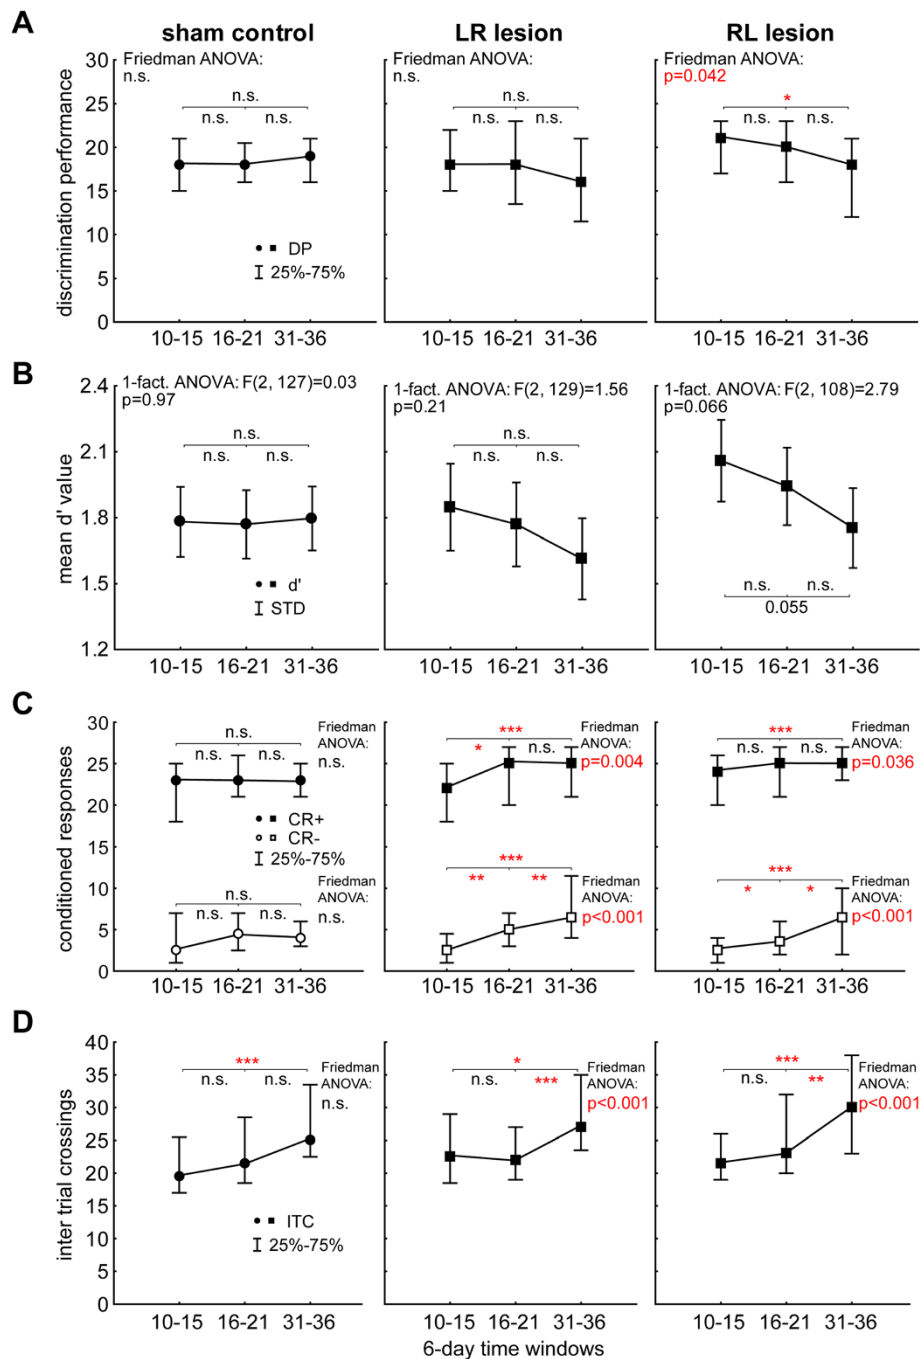 A
sham control
LR lesion
RL lesion
Friedman ANOVA:
n.s.
Friedman ANOVA:
n.s.
Friedman ANOVA:
p=0.042
discrimination performance
30
25
20
15
10
5
0
n.s.
n.s. n.s.
n.s.
n.s. n.s.
*
n.s. n.s.
DP
25%-75%
10-15 16-21 31-36
10-15 16-21 31-36
10-15 16-21 31-36
B
1-fact. ANOVA: F(2, 127)=0.03
p=0.97
1-fact. ANOVA: F(2, 129)=1.56
p=0.21
1-fact. ANOVA: F(2, 108)=2.79
p=0.066
mean d' value
2.4
2.1
1.8
1.5
1.2
n.s.
n.s. n.s.
n.s.
n.s. n.s.
n.s. n.s.
0.055
d'
STD
10-15 16-21 31-36
10-15 16-21 31-36
10-15 16-21 31-36
C
conditioned responses
30
25
20
15
10
5
0
n.s.
n.s. n.s.
Friedman
ANOVA:
n.s.
***
* n.s.
Friedman
ANOVA:
p=0.004
***
n.s. n.s.
Friedman
ANOVA:
p=0.036
CR+
CR-
25%-75%
n.s.
n.s. n.s.
Friedman
ANOVA:
n.s.
***
** **
Friedman
ANOVA:
p<0.001
***
* *
Friedman
ANOVA:
p<0.001
10-15 16-21 31-36
10-15 16-21 31-36
10-15 16-21 31-36
D
inter trial crossings
40
35
30
25
20
15
10
5
0
***
n.s. n.s.
Friedman
ANOVA:
n.s.
*
n.s. ***
Friedman
ANOVA:
p<0.001
***
n.s. **
Friedman
ANOVA:
p<0.001
ITC
25%-75%
10-15 16-21 31-36
10-15 16-21 31-36
10-15 16-21 31-36
6-day time windows